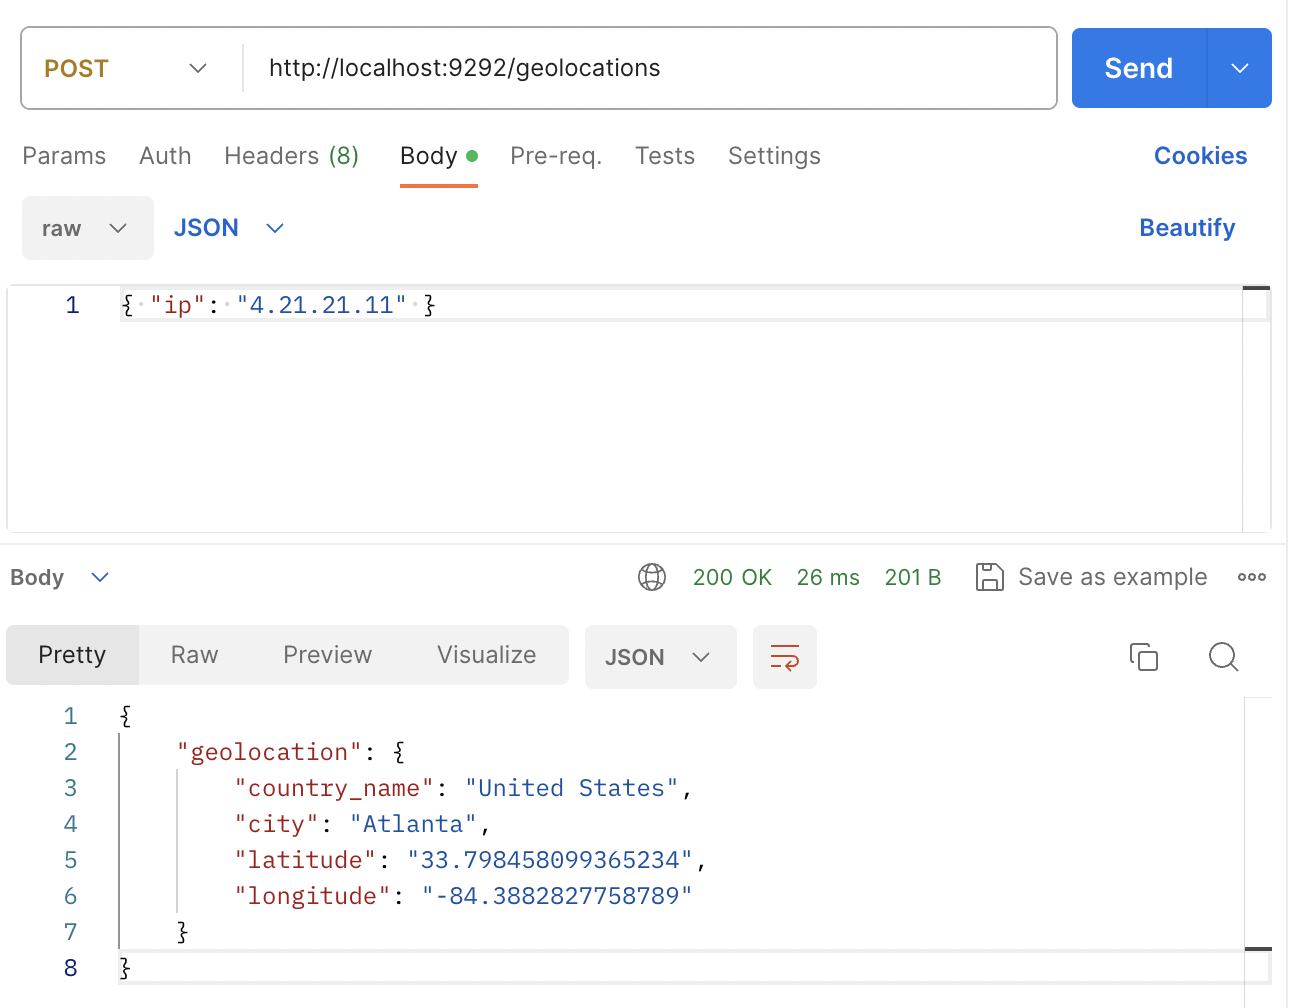 POST http://localhost:9292/geolocations Send
Params Auth Headers (8) Body Pre-req. Tests Settings Cookies
raw JSON Beautify
1 { "ip": "4.21.21.11" }
Body 200 OK 26 ms 201 B Save as example
Pretty Raw Preview Visualize JSON
1 {
2 "geolocation": {
3 "country_name": "United States",
4 "city": "Atlanta",
5 "latitude": "33.798458099365234",
6 "longitude": "-84.3882827758789"
7 }
8 }